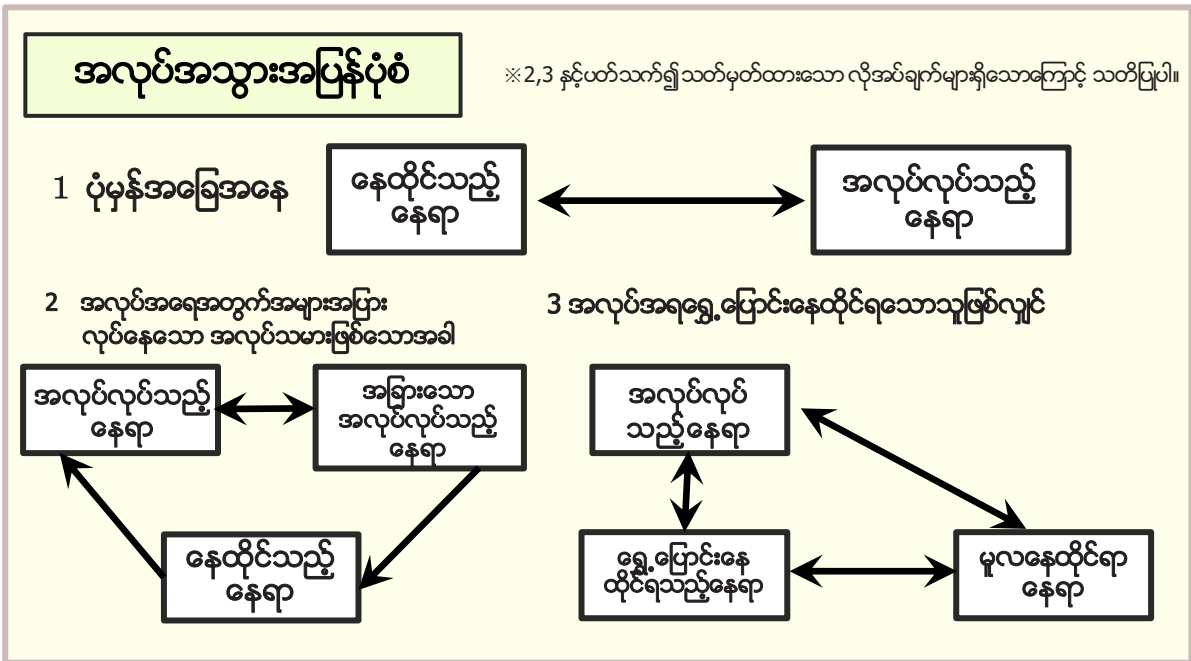 အလုပ်အသွားအပြန်ပုံစံ
※2,3 နှင့်ပတ်သက်၍သတ်မှတ်ထားသော လိုအပ်ချက်များရှိသောကြောင့် သတိပြုပါ။
1 ပုံမှန်အခြေအနေ
နေထိုင်သည့်
နေရာ
အလုပ်လုပ်သည့်
နေရာ
2 အလုပ်အရေအတွက်အများအပြား
လုပ်နေသော အလုပ်သမားဖြစ်သောအခါ
အလုပ်လုပ်သည့်
နေရာ
အခြားသော
အလုပ်လုပ်သည့်
နေရာ
နေထိုင်သည့်
နေရာ
3 အလုပ်အရရွှေ့ပြောင်းနေထိုင်ရသောသူဖြစ်လျှင်
အလုပ်လုပ်
သည့်နေရာ
ရွှေ့ပြောင်းနေ
ထိုင်ရသည့်နေရာ
မူလနေထိုင်ရာ
နေရာ